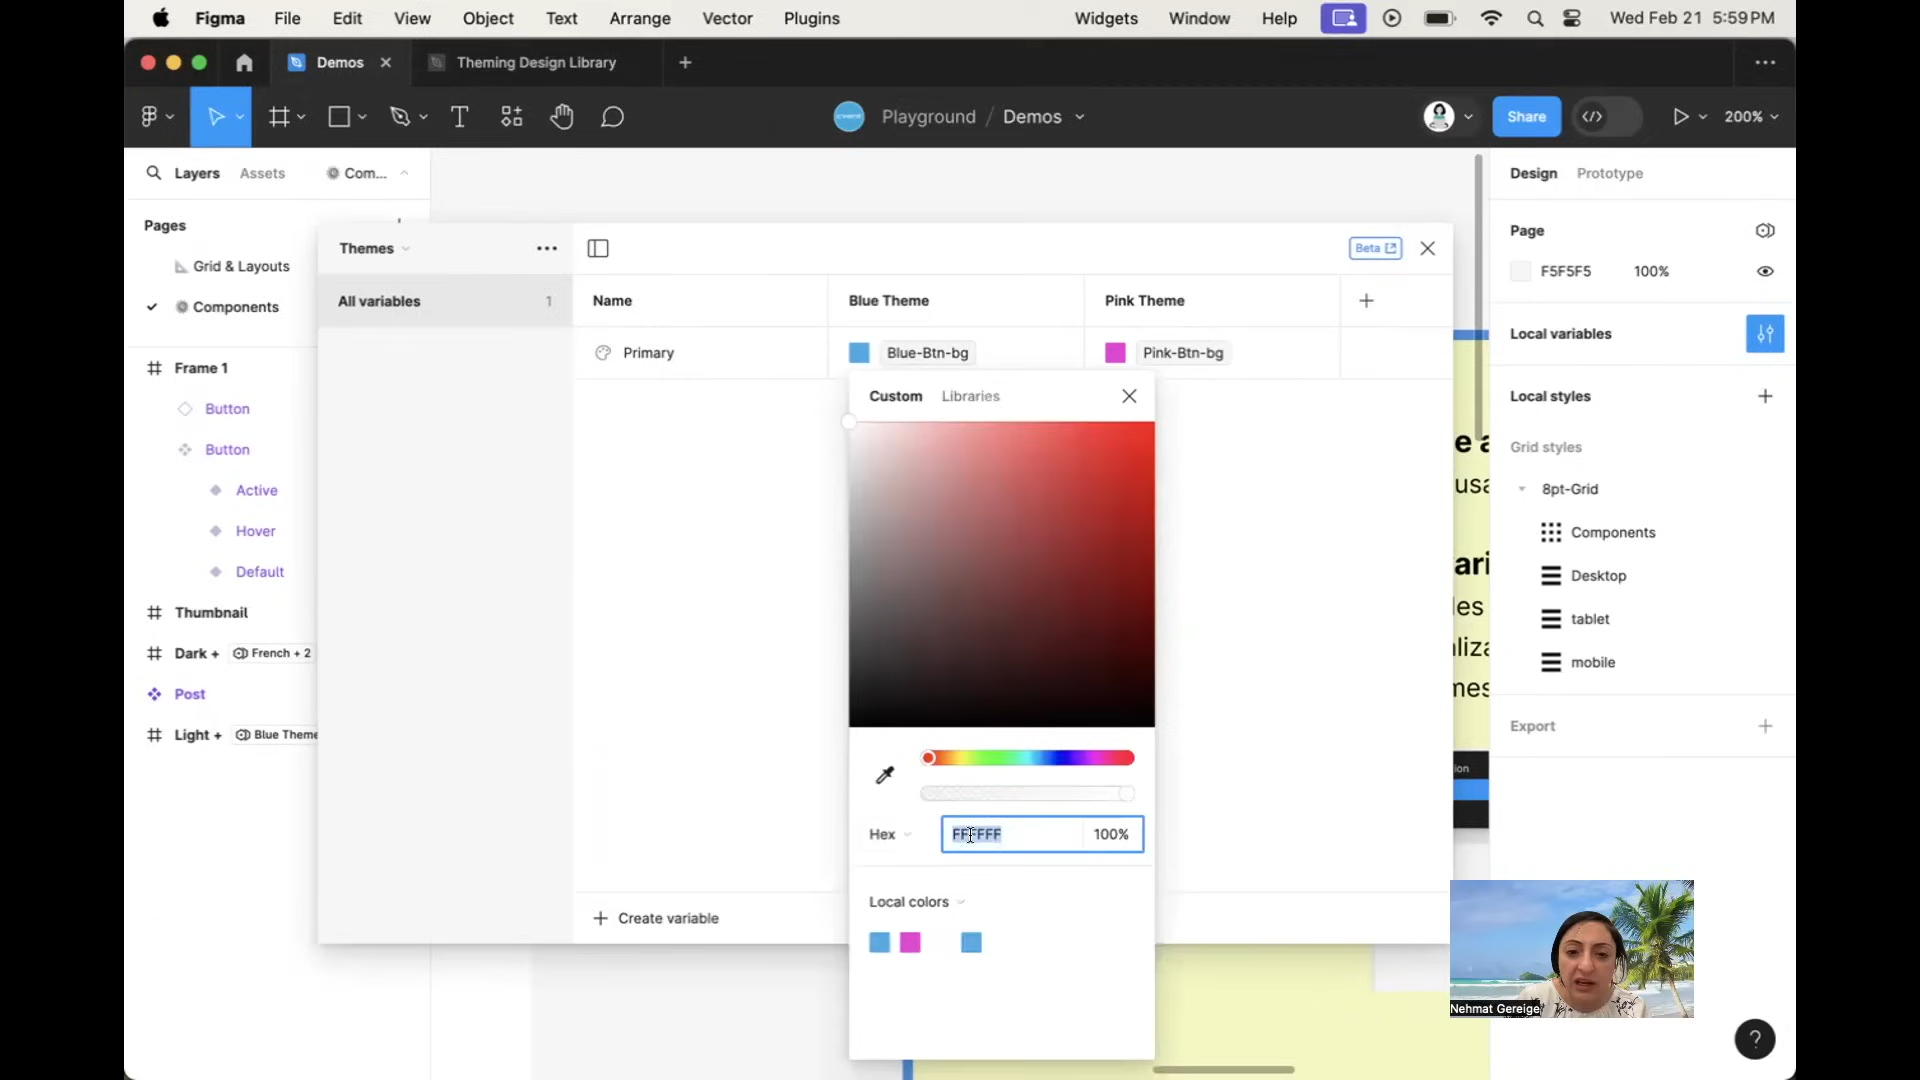 Figma File Edit View Object Text Arrange Vector Plugins Widgets Window Help Wed Feb 21 5:59 PM
Demos Theming Design Library
Playground / Demos Share 200%
Layers Assets Com...
Pages
Grid & Layouts
Components
Frame 1
Button
Button
Active
Hover
Default
Thumbnail
Dark + French + 2
Post
Light + Blue Theme
Themes
All variables 1
Beta
Name Blue Theme Pink Theme
Primary Blue-Btn-bg Pink-Btn-bg
Create variable
Custom Libraries
Hex FFFFFF 100%
Local colors
Design Prototype
Page
F5F5F5 100%
Local variables
Local styles
Grid styles
8pt-Grid
Components
Desktop
tablet
mobile
Export
Nehmat Gereige
?